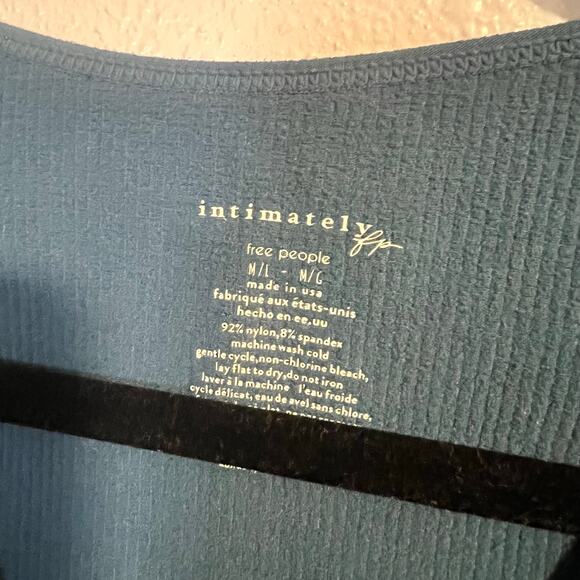 intimately fp
free people
M/L - M/G
made in usa
fabriqué aux états-unis
hecho en ee.uu
92% nylon,8% spandex
machine wash cold
gentle cycle,non-chlorine bleach,
lay flat to dry,do not iron
laver à la machine l'eau froide
cycle délicat, eau de avel sans chlore,